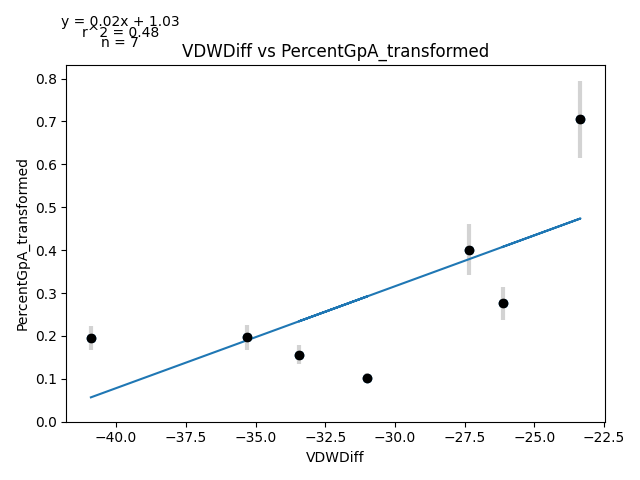 y = 0.02x + 1.03
r^2 = 0.48
n = 7
VDWDiff vs PercentGpA_transformed
PercentGpA_transformed
0.8
0.7
0.6
0.5
0.4
0.3
0.2
0.1
0.0
−40.0 −37.5 −35.0 −32.5 −30.0 −27.5 −25.0 −22.5
VDWDiff